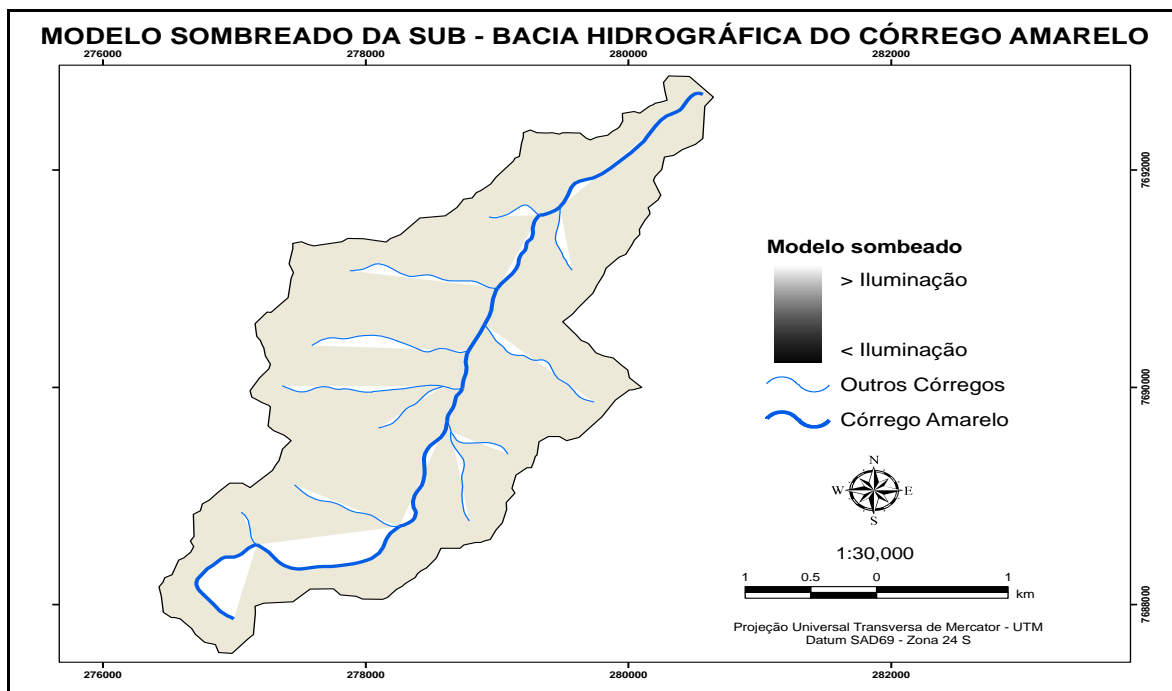 MODELO SOMBREADO DA SUB - BACIA HIDROGRÁFICA DO CÓRREGO AMARELO
276000 278000 280000 282000
7692000
7690000
7688000
Modelo sombeado
> Iluminação
< Iluminação
Outros Córregos
Córrego Amarelo
N
W E
S
1:30,000
1 0.5 0 1
km
Projeção Universal Transversa de Mercator - UTM
Datum SAD69 - Zona 24 S
276000 278000 280000 282000